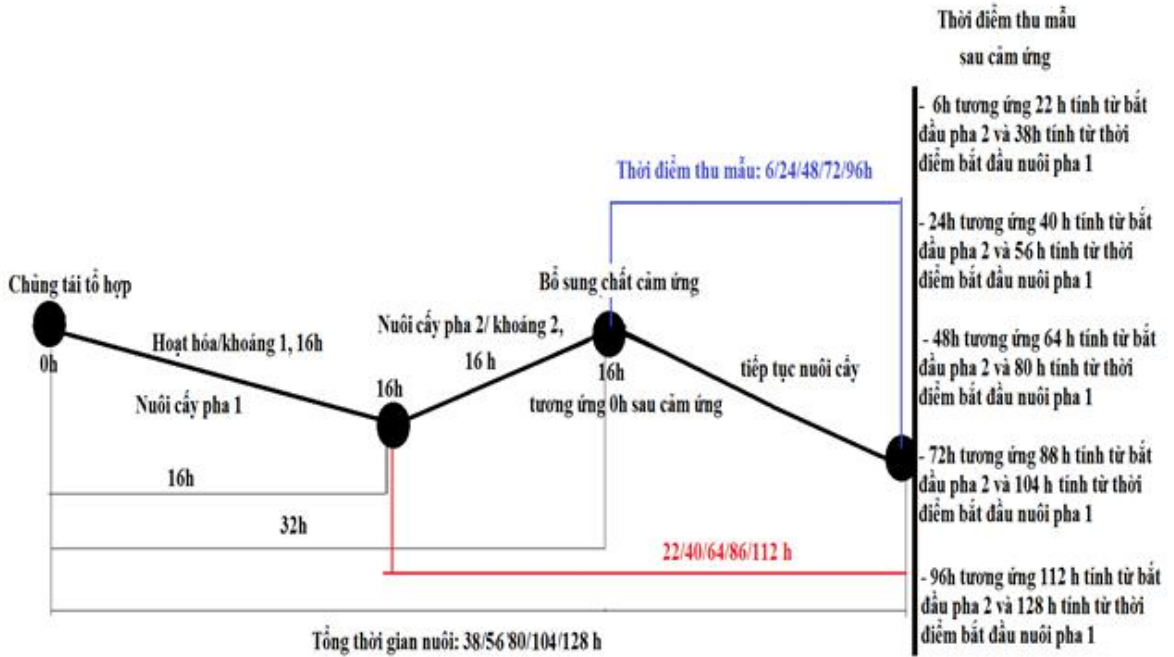 Thời điểm thu mẫu
sau cảm ứng
- 6h tương ứng 22 h tính từ bắt
đầu pha 2 và 38h tính từ thời
điểm bắt đầu nuôi pha 1
Thời điểm thu mẫu: 6/24/48/72/96h
- 24h tương ứng 40 h tính từ bắt
đầu pha 2 và 56 h tính từ thời
điểm bắt đầu nuôi pha 1
Chủng tái tổ hợp
Bổ sung chất cảm ứng
0h
Hoạt hóa/khoáng 1, 16h
Nuôi cấy pha 1
Nuôi cấy pha 2/ khoáng 2,
16 h
16h
16h
tương ứng 0h sau cảm ứng
tiếp tục nuôi cấy
- 48h tương ứng 64 h tính từ bắt
đầu pha 2 và 80 h tính từ thời
điểm bắt đầu nuôi pha 1
- 72h tương ứng 88 h tính từ bắt
đầu pha 2 và 104 h tính từ thời
điểm bắt đầu nuôi pha 1
16h
32h
22/40/64/86/112 h
- 96h tương ứng 112 h tính từ bắt
đầu pha 2 và 128 h tính từ thời
điểm bắt đầu nuôi pha 1
Tổng thời gian nuôi: 38/56'80/104/128 h